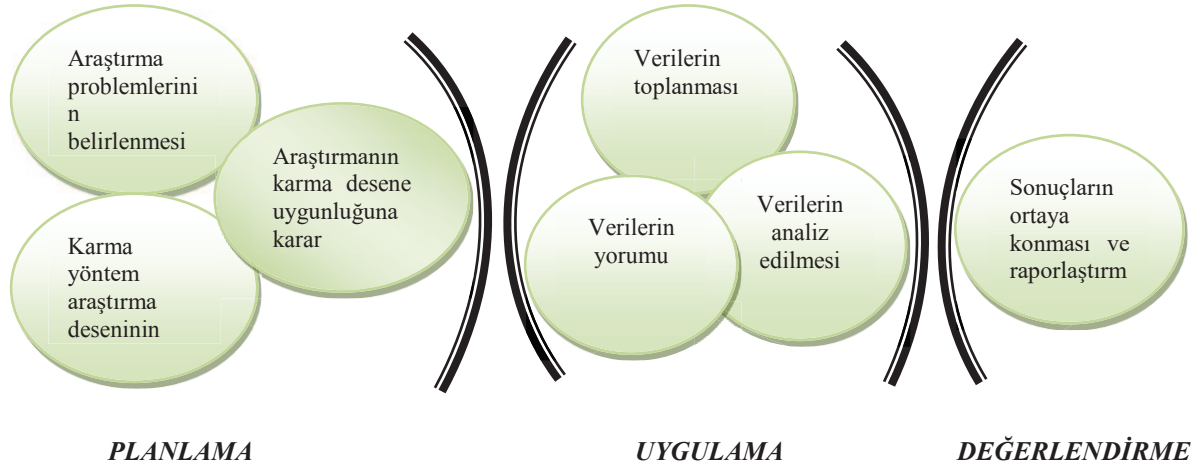 Araştırma
problemlerini
n
belirlenmesi
Araştırmanın
karma desene
uygunluğuna
karar
Karma
yöntem
araştırma
deseninin
Verilerin
toplanması
Verilerin
yorumu
Verilerin
analiz
edilmesi
Sonuçların
ortaya
konması ve
raporlaştırm
PLANLAMA
UYGULAMA
DEĞERLENDİRME